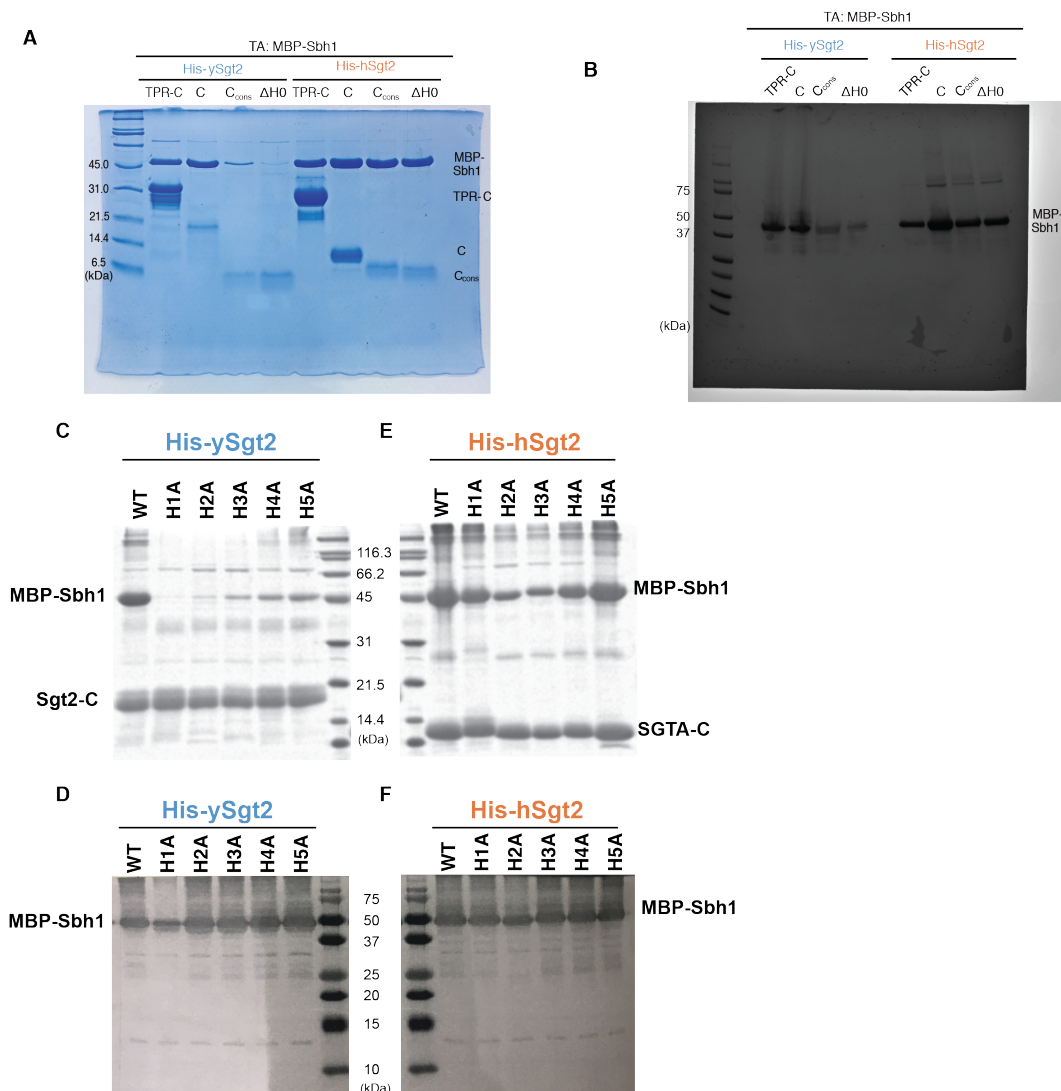 A
TA: MBP-Sbh1
His-ySgt2 His-hSgt2
TPR-C C Ccons ΔH0 TPR-C C Ccons ΔH0
45.0
31.0
21.5
14.4
6.5
(kDa)
MBP-
Sbh1
TPR-C
C
Ccons
B
TA: MBP-Sbh1
His-ySgt2 His-hSgt2
TPR-C C Ccons ΔH0 TPR-C C Ccons ΔH0
75
50
37
(kDa)
MBP-
Sbh1
C
His-ySgt2
WT H1A H2A H3A H4A H5A
MBP-Sbh1
Sgt2-C
116.3
66.2
45
31
21.5
14.4
(kDa)
E
His-hSgt2
WT H1A H2A H3A H4A H5A
MBP-Sbh1
SGTA-C
D
His-ySgt2
WT H1A H2A H3A H4A H5A
MBP-Sbh1
75
50
37
25
20
15
10
(kDa)
F
His-hSgt2
WT H1A H2A H3A H4A H5A
MBP-Sbh1